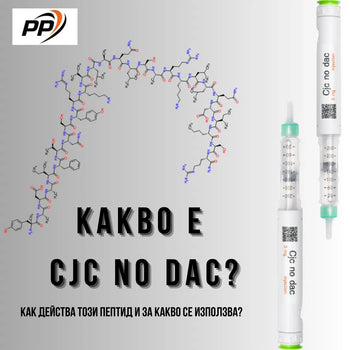 PP
КАКВО Е
CJC NO DAC?
КАК ДЕЙСТВА ТОЗИ ПЕПТИД И ЗА КАКВО СЕ ИЗПОЛЗВА?
Cjc no dac
Cjc no dac